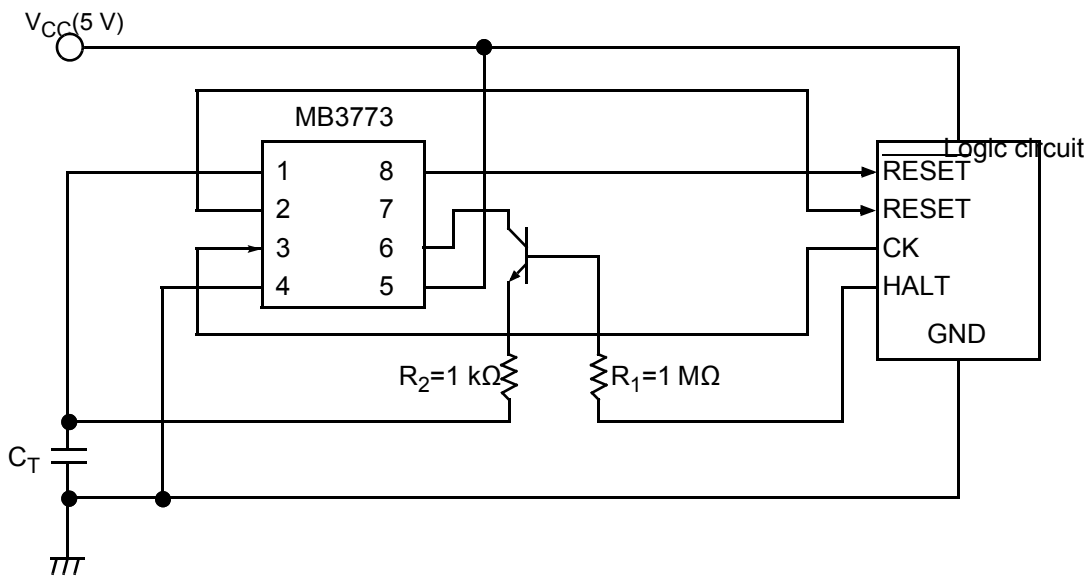 VCC(5 V)
MB3773
Logic circuit
1 8
2 7
3 6
4 5
RESET
RESET
CK
HALT
GND
R2=1 kΩ
R1=1 MΩ
CT